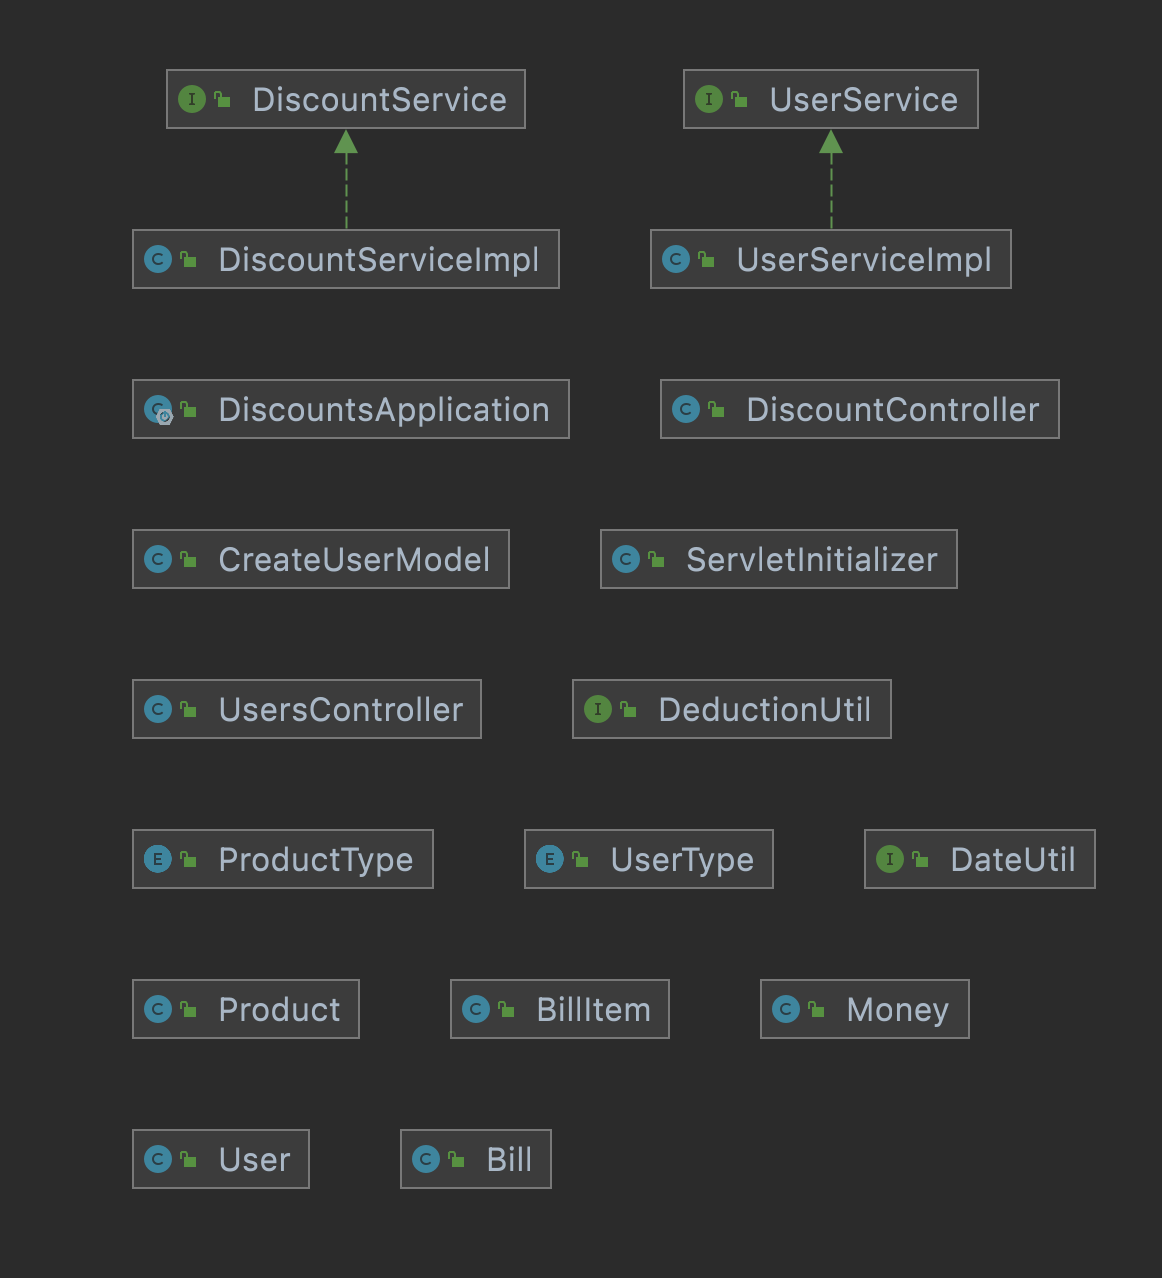 I DiscountService I UserService
C DiscountServiceImpl C UserServiceImpl
C DiscountsApplication C DiscountController
C CreateUserModel C ServletInitializer
C UsersController I DeductionUtil
E ProductType E UserType I DateUtil
C Product C BillItem C Money
C User C Bill